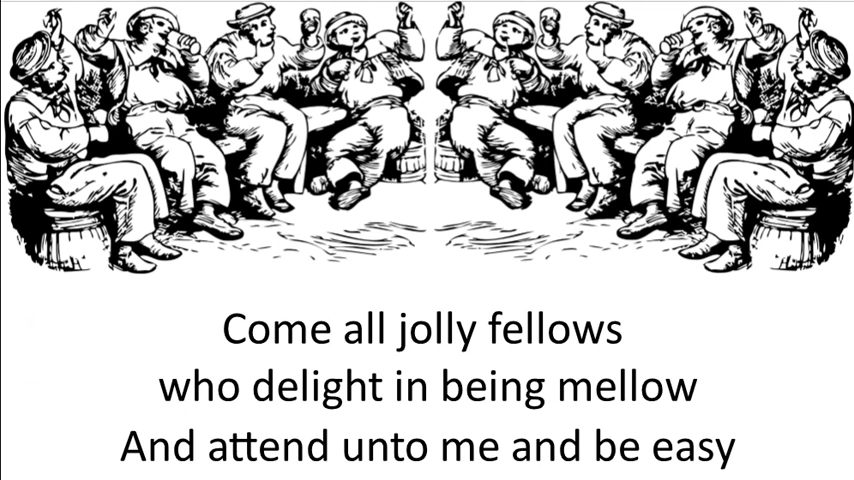 Come all jolly fellows
who delight in being mellow
And attend unto me and be easy